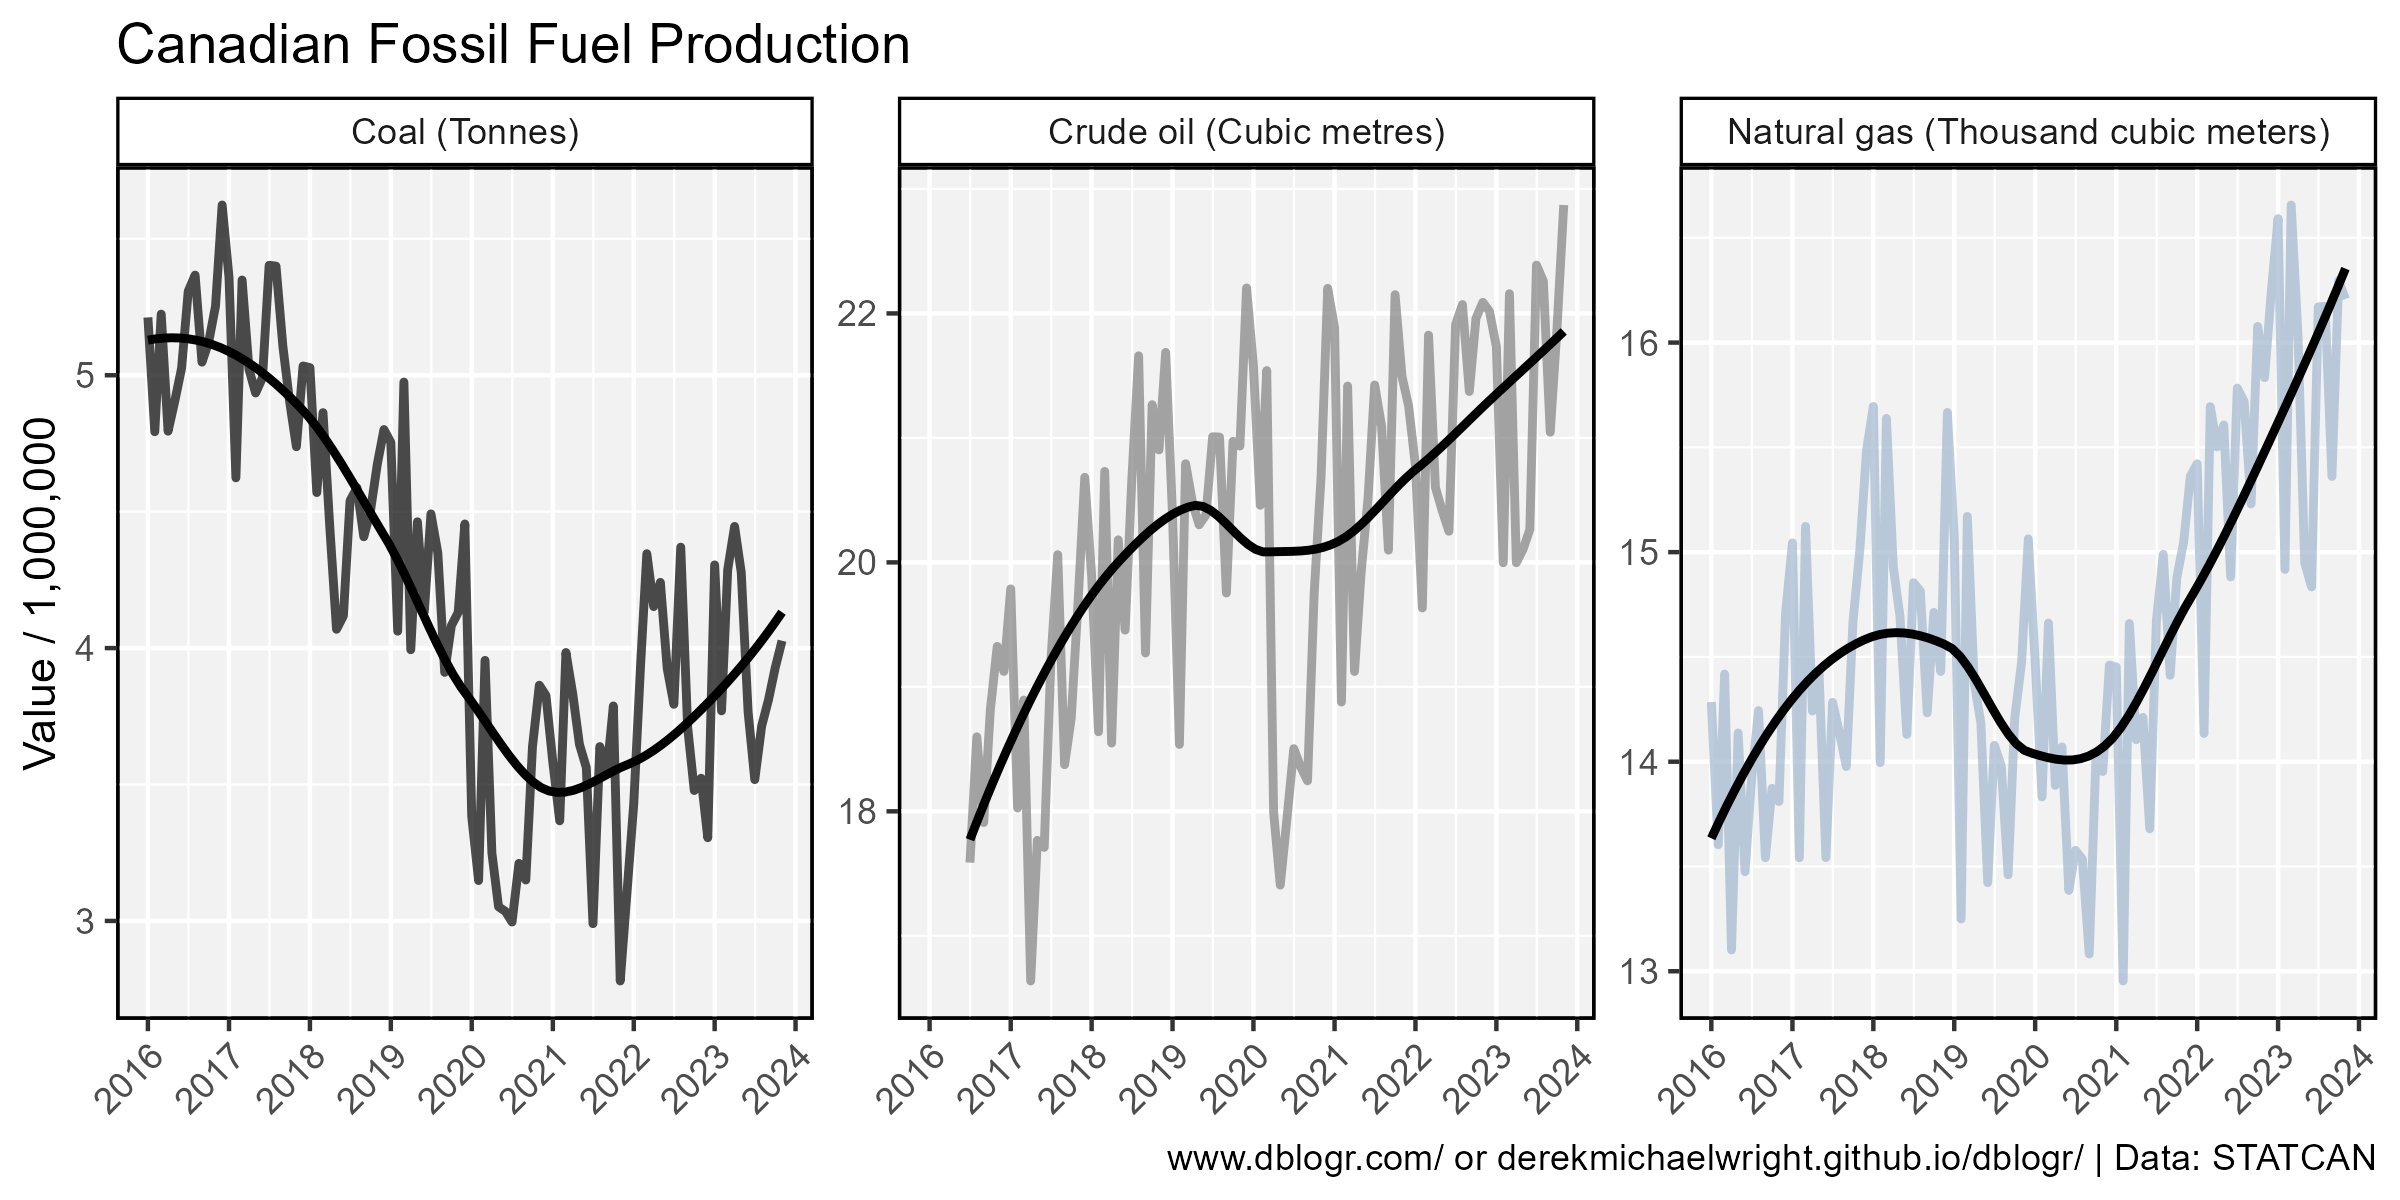 Canadian Fossil Fuel Production
Coal (Tonnes)
Crude oil (Cubic metres)
Natural gas (Thousand cubic meters)
Value / 1,000,000
5
4
3
22
20
18
16
15
14
13
2016 2017 2018 2019 2020 2021 2022 2023 2024
2016 2017 2018 2019 2020 2021 2022 2023 2024
2016 2017 2018 2019 2020 2021 2022 2023 2024
www.dblogr.com/ or derekmichaelwright.github.io/dblogr/ | Data: STATCAN